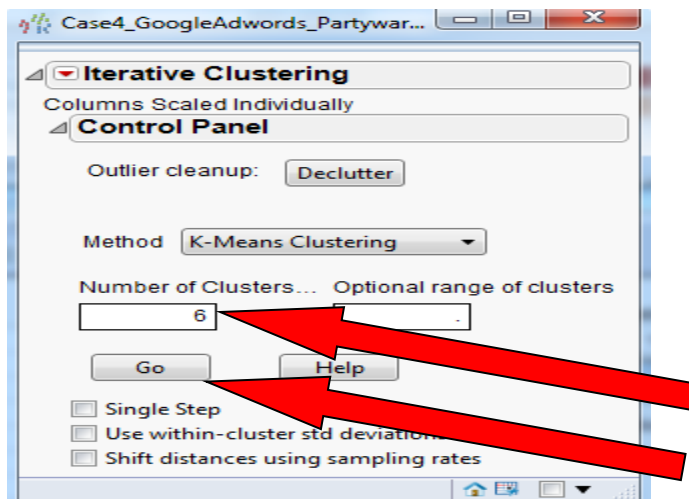 Case4_GoogleAdwords_Partywar...
Iterative Clustering
Columns Scaled Individually
Control Panel
Outlier cleanup: Declutter
Method K-Means Clustering
Number of Clusters... Optional range of clusters
6 .
Go Help
Single Step
Use within-cluster std deviations
Shift distances using sampling rates